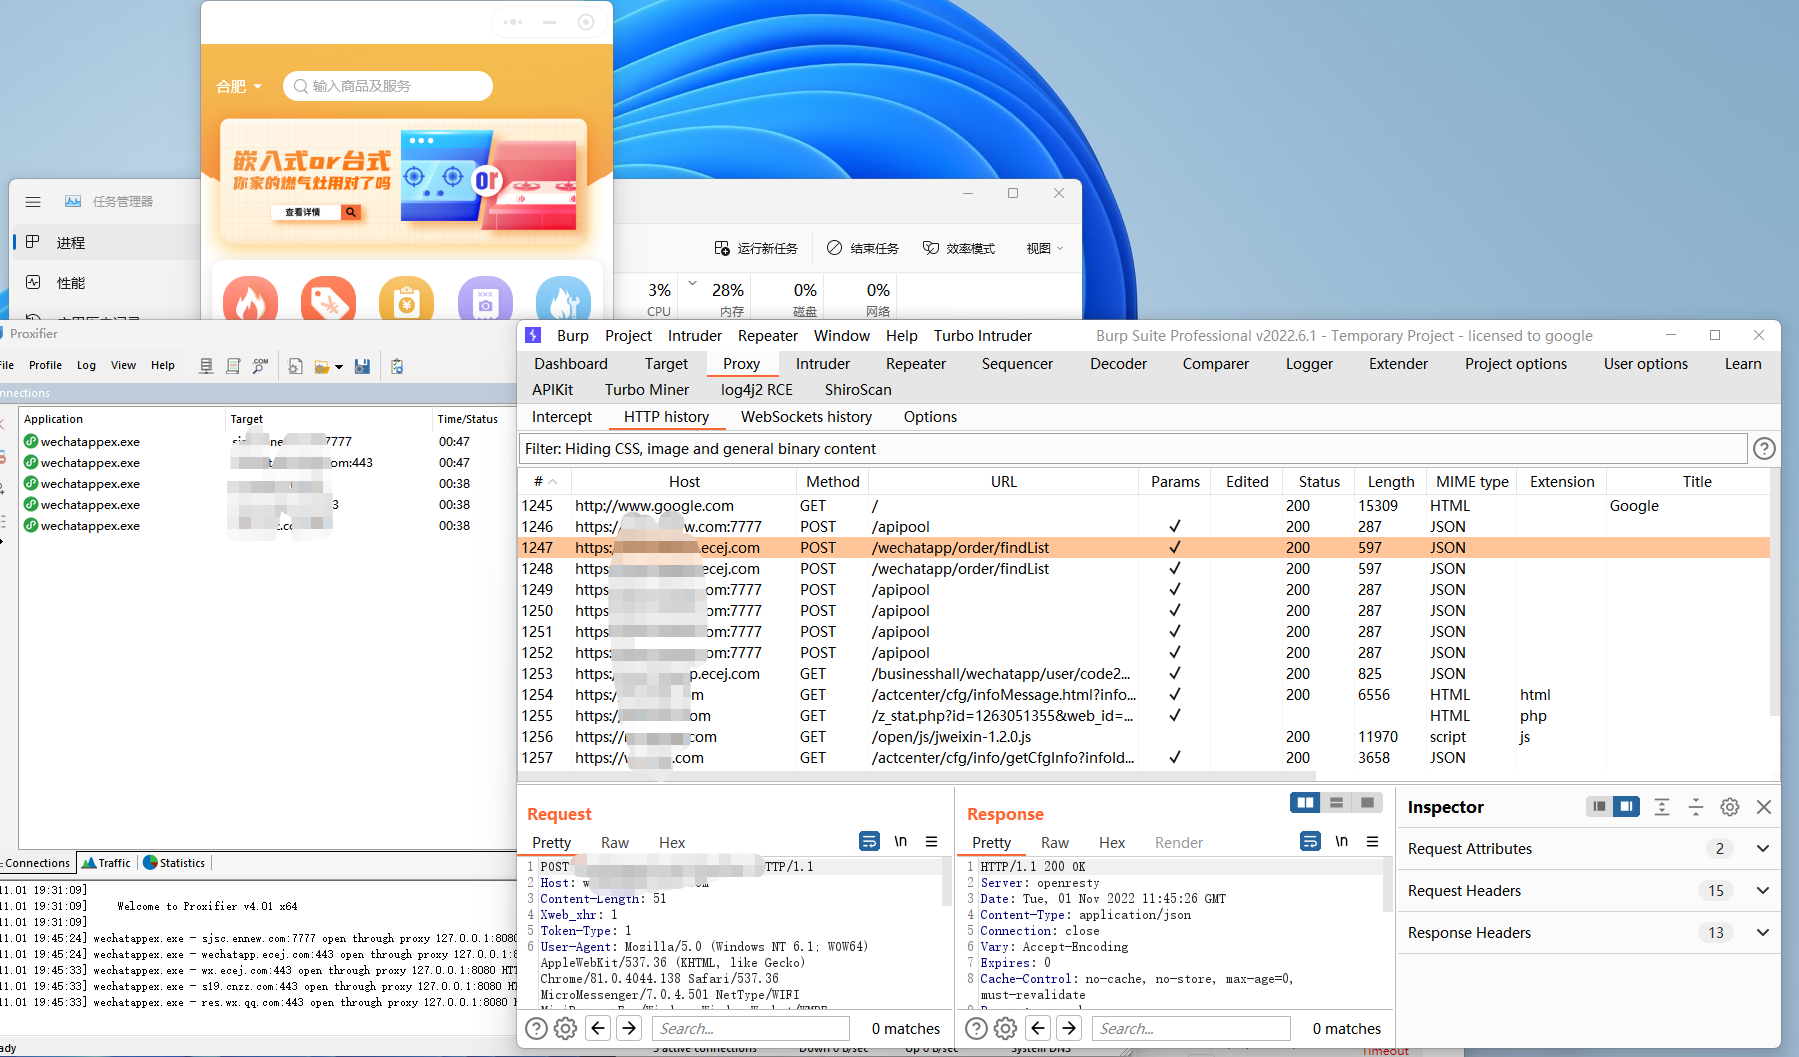 合肥
输入商品及服务
嵌入式or台式
你家的燃气灶用对了吗
查看详情
or
任务管理器
进程
性能
运行新任务
结束任务
效率模式
视图
3% 28% 0% 0%
CPU 内存 磁盘 网络
Proxifier
File Profile Log View Help
.COM
Connections
Application Target Time/Status
wechatappex.exe 7777 00:47
wechatappex.exe com:443 00:47
wechatappex.exe 00:38
wechatappex.exe 3 00:38
wechatappex.exe 00:38
Connections Traffic Statistics
11.01 19:31:09]
11.01 19:31:09] Welcome to Proxifier v4.01 x64
11.01 19:31:09]
11.01 19:45:24] wechatappex.exe - sjsc.ennew.com:7777 open through proxy 127.0.0.1:8080
11.01 19:45:24] wechatappex.exe - wechatapp.ecej.com:443 open through proxy 127.0.0.1:8
11.01 19:45:33] wechatappex.exe - wx.ecej.com:443 open through proxy 127.0.0.1:8080 HTT
11.01 19:45:33] wechatappex.exe - s19.cnzz.com:443 open through proxy 127.0.0.1:8080 HT
11.01 19:45:33] wechatappex.exe - res.wx.qq.com:443 open through proxy 127.0.0.1:8080 H
Burp Project Intruder Repeater Window Help Turbo Intruder Burp Suite Professional v2022.6.1 - Temporary Project - licensed to google
Dashboard Target Proxy Intruder Repeater Sequencer Decoder Comparer Logger Extender Project options User options Learn
APIKit Turbo Miner log4j2 RCE ShiroScan
Intercept HTTP history WebSockets history Options
Filter: Hiding CSS, image and general binary content
# Host Method URL Params Edited Status Length MIME type Extension Title
1245 http://www.google.com GET / 200 15309 HTML Google
1246 https:/ w.com:7777 POST /apipool ✓ 200 287 JSON
1247 https:/ .ecej.com POST /wechatapp/order/findList ✓ 200 597 JSON
1248 https ecej.com POST /wechatapp/order/findList ✓ 200 597 JSON
1249 https om:7777 POST /apipool ✓ 200 287 JSON
1250 https om:7777 POST /apipool ✓ 200 287 JSON
1251 https: om:7777 POST /apipool ✓ 200 287 JSON
1252 https: om:7777 POST /apipool ✓ 200 287 JSON
1253 https:/ p.ecej.com GET /businesshall/wechatapp/user/code2... ✓ 200 825 JSON
1254 https:/ m GET /actcenter/cfg/infoMessage.html?info... ✓ 200 6556 HTML html
1255 https:/ com GET /z_stat.php?id=1263051355&web_id=... ✓ HTML php
1256 https:/ com GET /open/js/jweixin-1.2.0.js 200 11970 script js
1257 https:// .com GET /actcenter/cfg/info/getCfgInfo?infoId... ✓ 200 3658 JSON
Request
Pretty Raw Hex
\n
1 POST TTP/1.1
2 Host: w
3 Content-Length: 51
4 Xweb_xhr: 1
5 Token-Type: 1
6 User-Agent: Mozilla/5.0 (Windows NT 6.1; WOW64)
AppleWebKit/537.36 (KHTML, like Gecko)
Chrome/81.0.4044.138 Safari/537.36
MicroMessenger/7.0.4.501 NetType/WIFI
Search...
0 matches
Response
Pretty Raw Hex Render
\n
1 HTTP/1.1 200 OK
2 Server: openresty
3 Date: Tue, 01 Nov 2022 11:45:26 GMT
4 Content-Type: application/json
5 Connection: close
6 Vary: Accept-Encoding
7 Expires: 0
8 Cache-Control: no-cache, no-store, max-age=0,
must-revalidate
Search...
0 matches
Inspector
Request Attributes 2
Request Headers 15
Response Headers 13
eady 5 active connections Down 0 B/sec Up 0 B/sec System DNS
Timeout